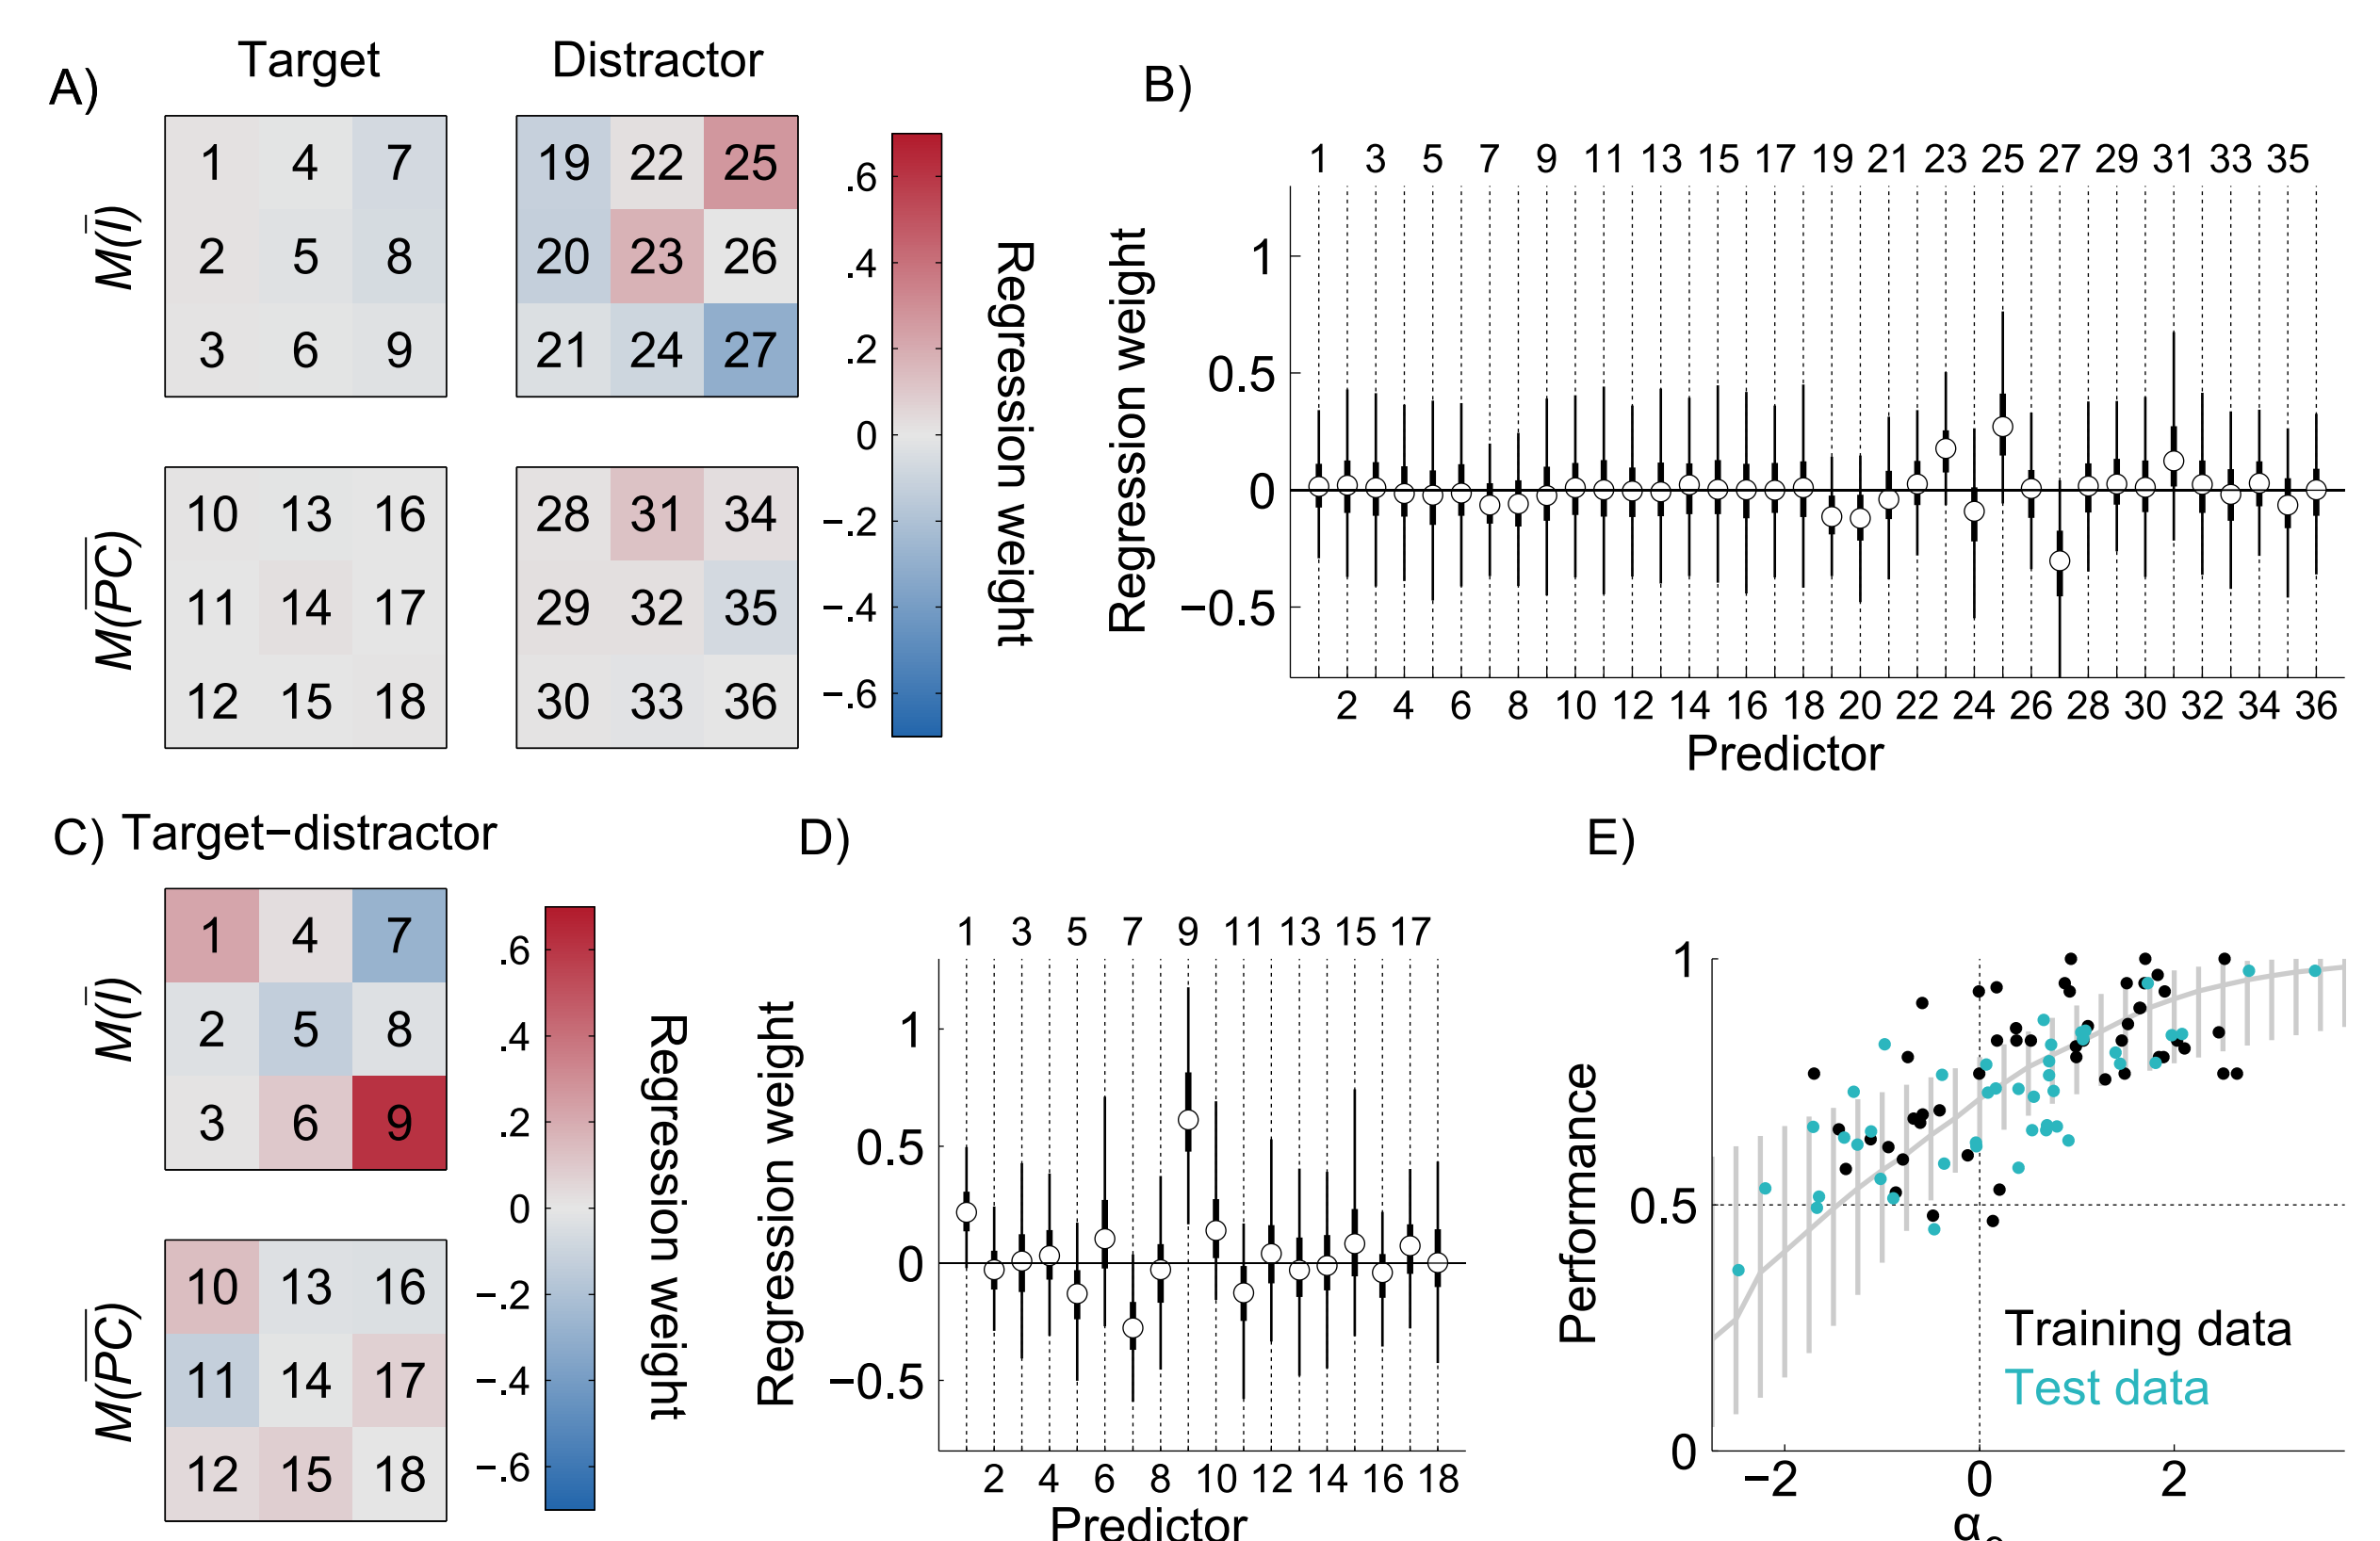 A)
Target
Distractor
M(I̅)
1 4 7
2 5 8
3 6 9
19 22 25
20 23 26
21 24 27
M(P̅C̅)
10 13 16
11 14 17
12 15 18
28 31 34
29 32 35
30 33 36
.6
.4
.2
0
−.2
−.4
−.6
Regression weight
B)
1 3 5 7 9 11 13 15 17 19 21 23 25 27 29 31 33 35
Regression weight
1
0.5
0
−0.5
2 4 6 8 10 12 14 16 18 20 22 24 26 28 30 32 34 36
Predictor
C)
Target−distractor
M(I̅)
1 4 7
2 5 8
3 6 9
M(P̅C̅)
10 13 16
11 14 17
12 15 18
.6
.4
.2
0
−.2
−.4
−.6
Regression weight
D)
1 3 5 7 9 11 13 15 17
Regression weight
1
0.5
0
−0.5
2 4 6 8 10 12 14 16 18
Predictor
E)
Performance
1
0.5
0
Training data
Test data
−2 0 2
α